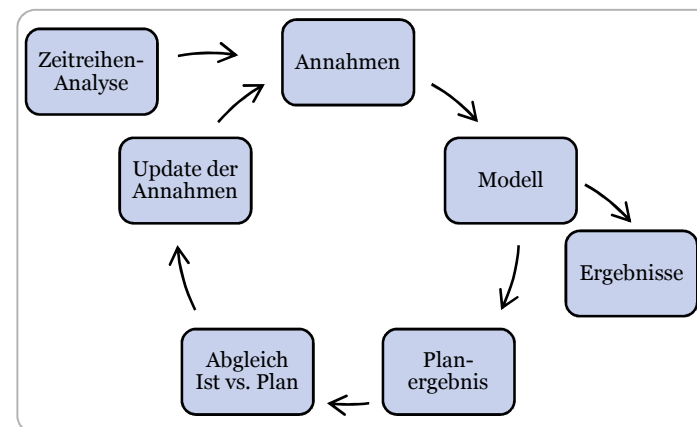 Zeitreihen-
Analyse
Annahmen
Update der
Annahmen
Modell
Ergebnisse
Abgleich
Ist vs. Plan
Plan-
ergebnis